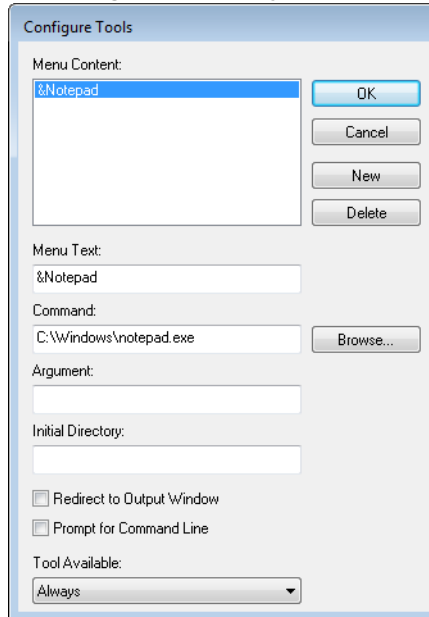 Configure Tools
Menu Content:
&Notepad
OK
Cancel
New
Delete
Menu Text:
&Notepad
Command:
C:\Windows\notepad.exe
Browse...
Argument:
Initial Directory:
Redirect to Output Window
Prompt for Command Line
Tool Available:
Always